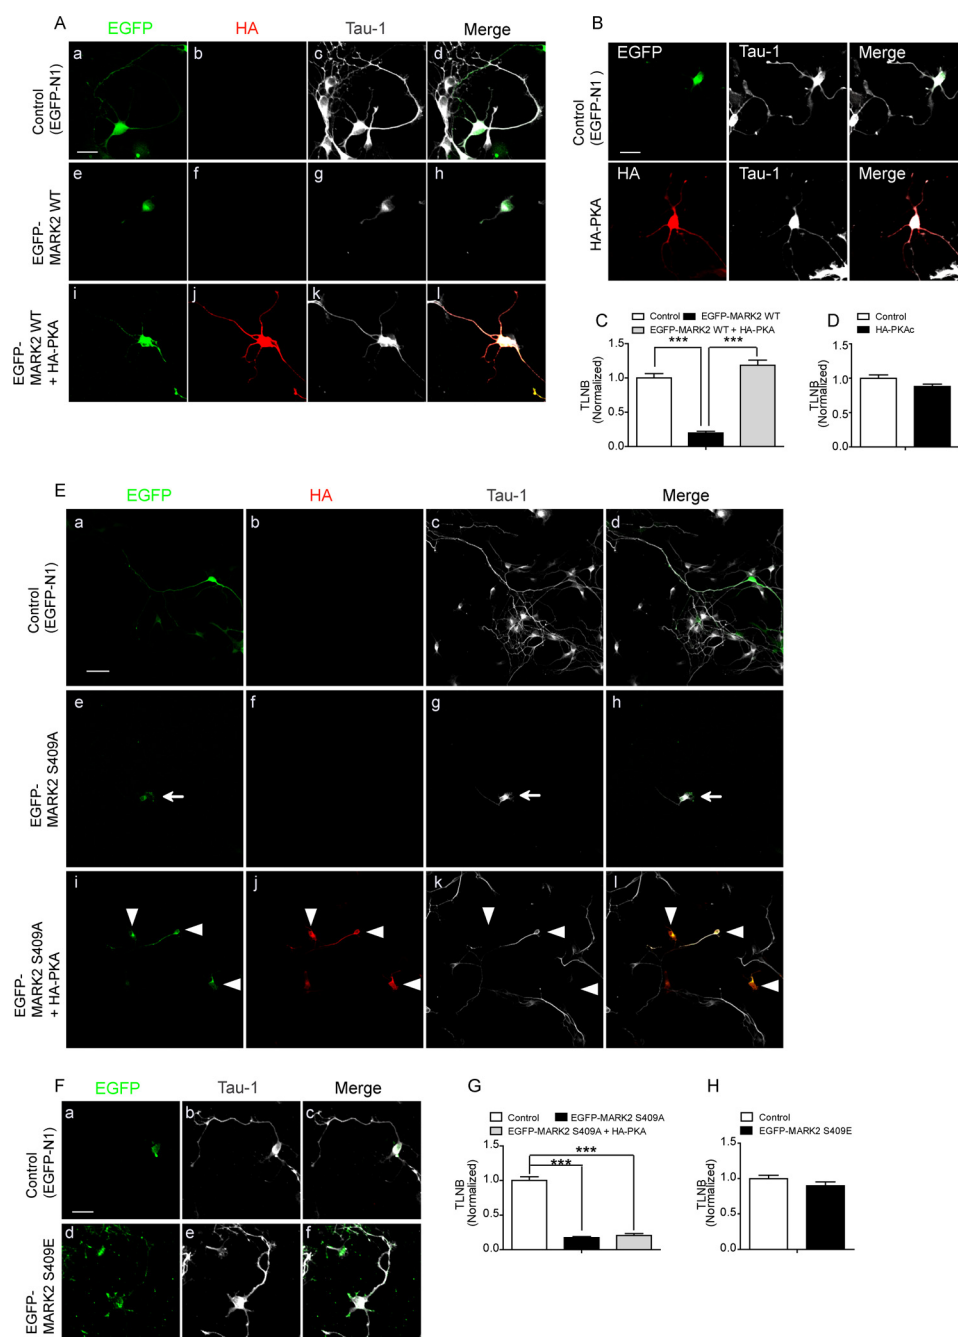 A
EGFP
HA
Tau-1
Merge
Control
(EGFP-N1)
a
b
c
d
EGFP-
MARK2 WT
e
f
g
h
EGFP-
MARK2 WT
+ HA-PKA
i
j
k
l
B
Control
(EGFP-N1)
EGFP
Tau-1
Merge
HA-PKA
HA
Tau-1
Merge
C
Control
EGFP-MARK2 WT
EGFP-MARK2 WT + HA-PKA
TLNB
(Normalized)
1.5
1.0
0.5
0.0
***
***
D
Control
HA-PKAc
TLNB
(Normalized)
1.5
1.0
0.5
0.0
E
EGFP
HA
Tau-1
Merge
Control
(EGFP-N1)
a
b
c
d
EGFP-
MARK2 S409A
e
f
g
h
EGFP-
MARK2 S409A
+ HA-PKA
i
j
k
l
F
EGFP
Tau-1
Merge
Control
(EGFP-N1)
a
b
c
EGFP-
MARK2 S409E
d
e
f
G
Control
EGFP-MARK2 S409A
EGFP-MARK2 S409A + HA-PKA
TLNB
(Normalized)
1.5
1.0
0.5
0.0
***
***
H
Control
EGFP-MARK2 S409E
TLNB
(Normalized)
1.5
1.0
0.5
0.0